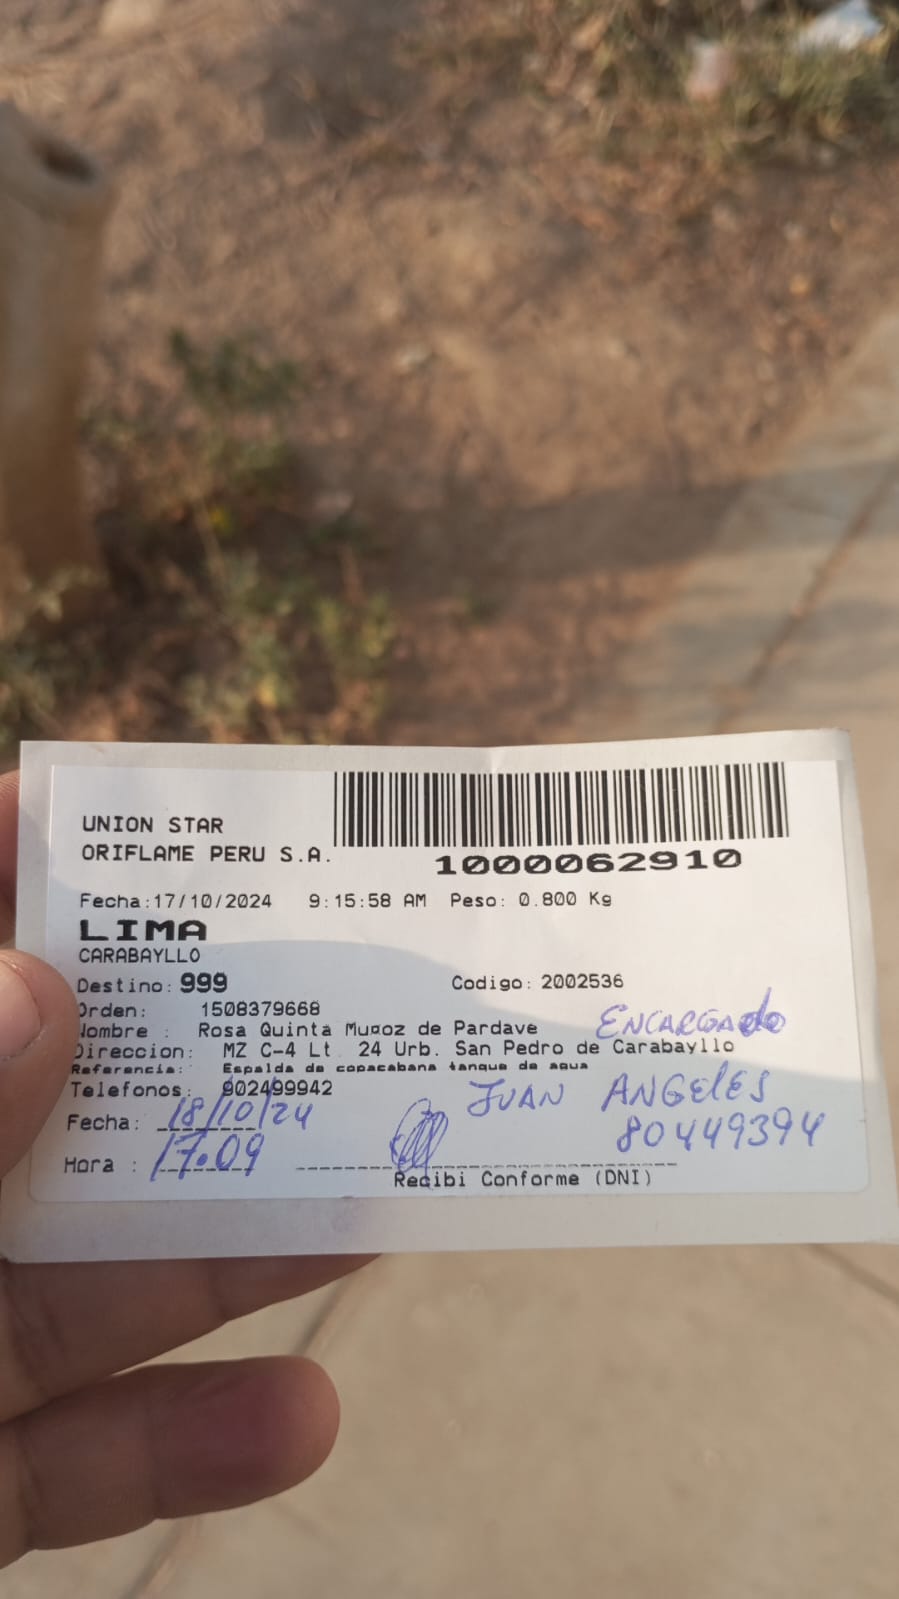 UNION STAR
ORIFLAME PERU S.A.
1000062910
Fecha:17/10/2024 9:15:58 AM Peso: 0.800 Kg
LIMA
CARABAYLLO
Destino: 999 Codigo: 2002536
Orden: 1508379668
Nombre : Rosa Quinta Muñoz de Pardave ENCARGAdo
Direccion: MZ C-4 Lt 24 Urb. San Pedro de Carabayllo
Referencia: Espalda de copacabana tanque de agua
Telefonos: 902499942 JUAN ANGELES
Fecha: 18/10/24 80449394
Hora : 17.09
Recibi Conforme (DNI)